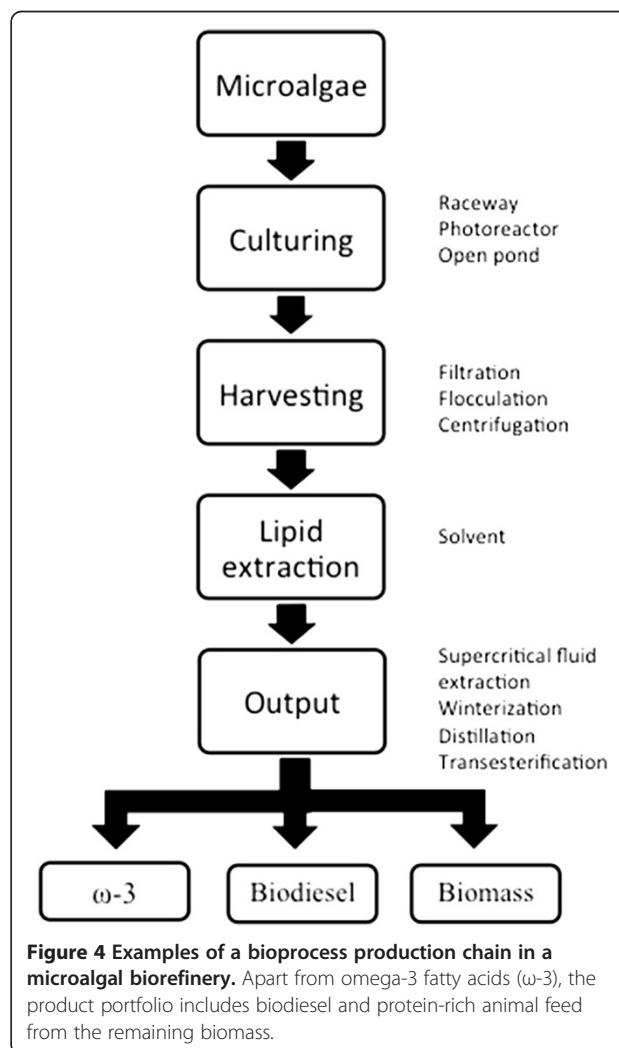 Microalgae
Culturing
Raceway
Photoreactor
Open pond
Harvesting
Filtration
Flocculation
Centrifugation
Lipid
extraction
Solvent
Output
Supercritical fluid
extraction
Winterization
Distillation
Transesterification
ω-3
Biodiesel
Biomass
Figure 4 Examples of a bioprocess production chain in a
microalgal biorefinery. Apart from omega-3 fatty acids (ω-3), the
product portfolio includes biodiesel and protein-rich animal feed
from the remaining biomass.